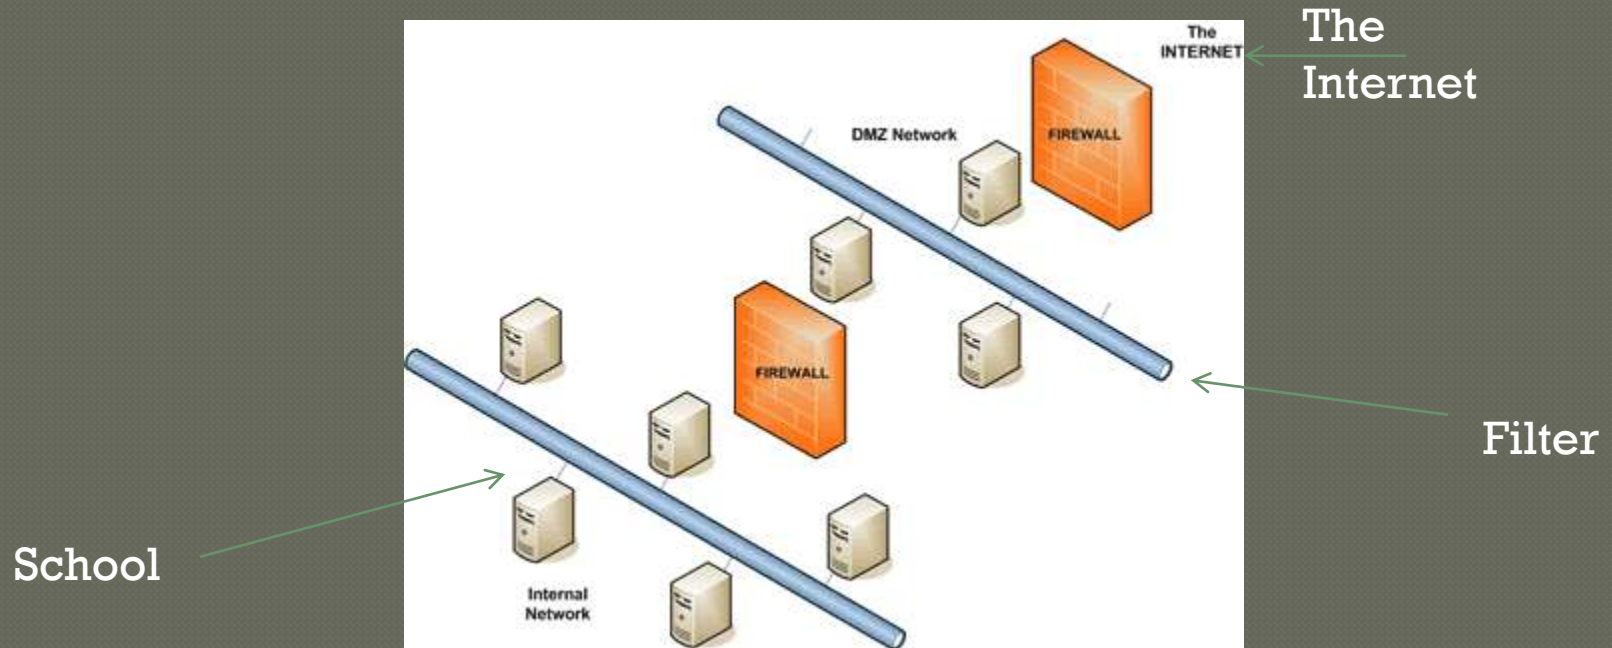 The
Internet
The
INTERNET
DMZ Network
FIREWALL
FIREWALL
Filter
School
Internal
Network